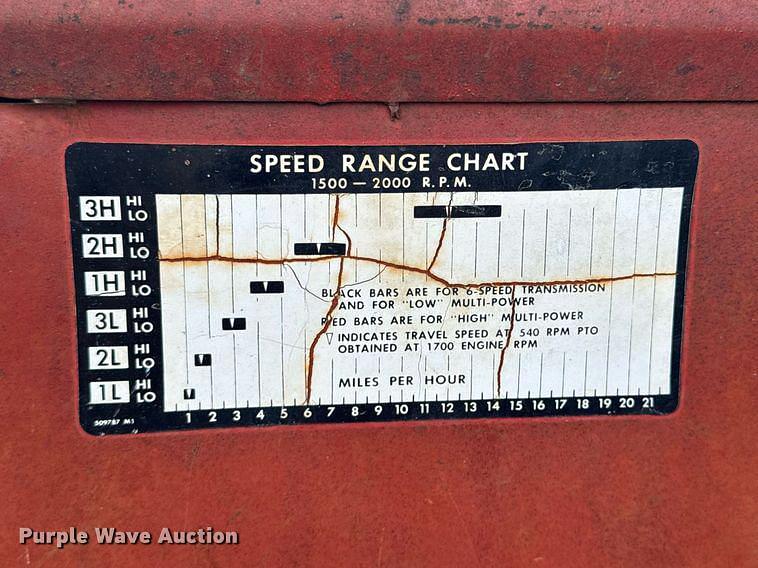 SPEED RANGE CHART
1500 — 2000 R.P.M.
3H HI
LO
2H HI
LO
1H HI
LO
3L HI
LO
2L HI
LO
1L HI
LO
BLACK BARS ARE FOR 6-SPEED TRANSMISSION
AND FOR "LOW" MULTI-POWER
RED BARS ARE FOR "HIGH" MULTI-POWER
▽ INDICATES TRAVEL SPEED AT 540 RPM PTO
OBTAINED AT 1700 ENGINE RPM
MILES PER HOUR
1 2 3 4 5 6 7 8 9 10 11 12 13 14 15 16 17 18 19 20 21
509787 M1
Purple Wave Auction